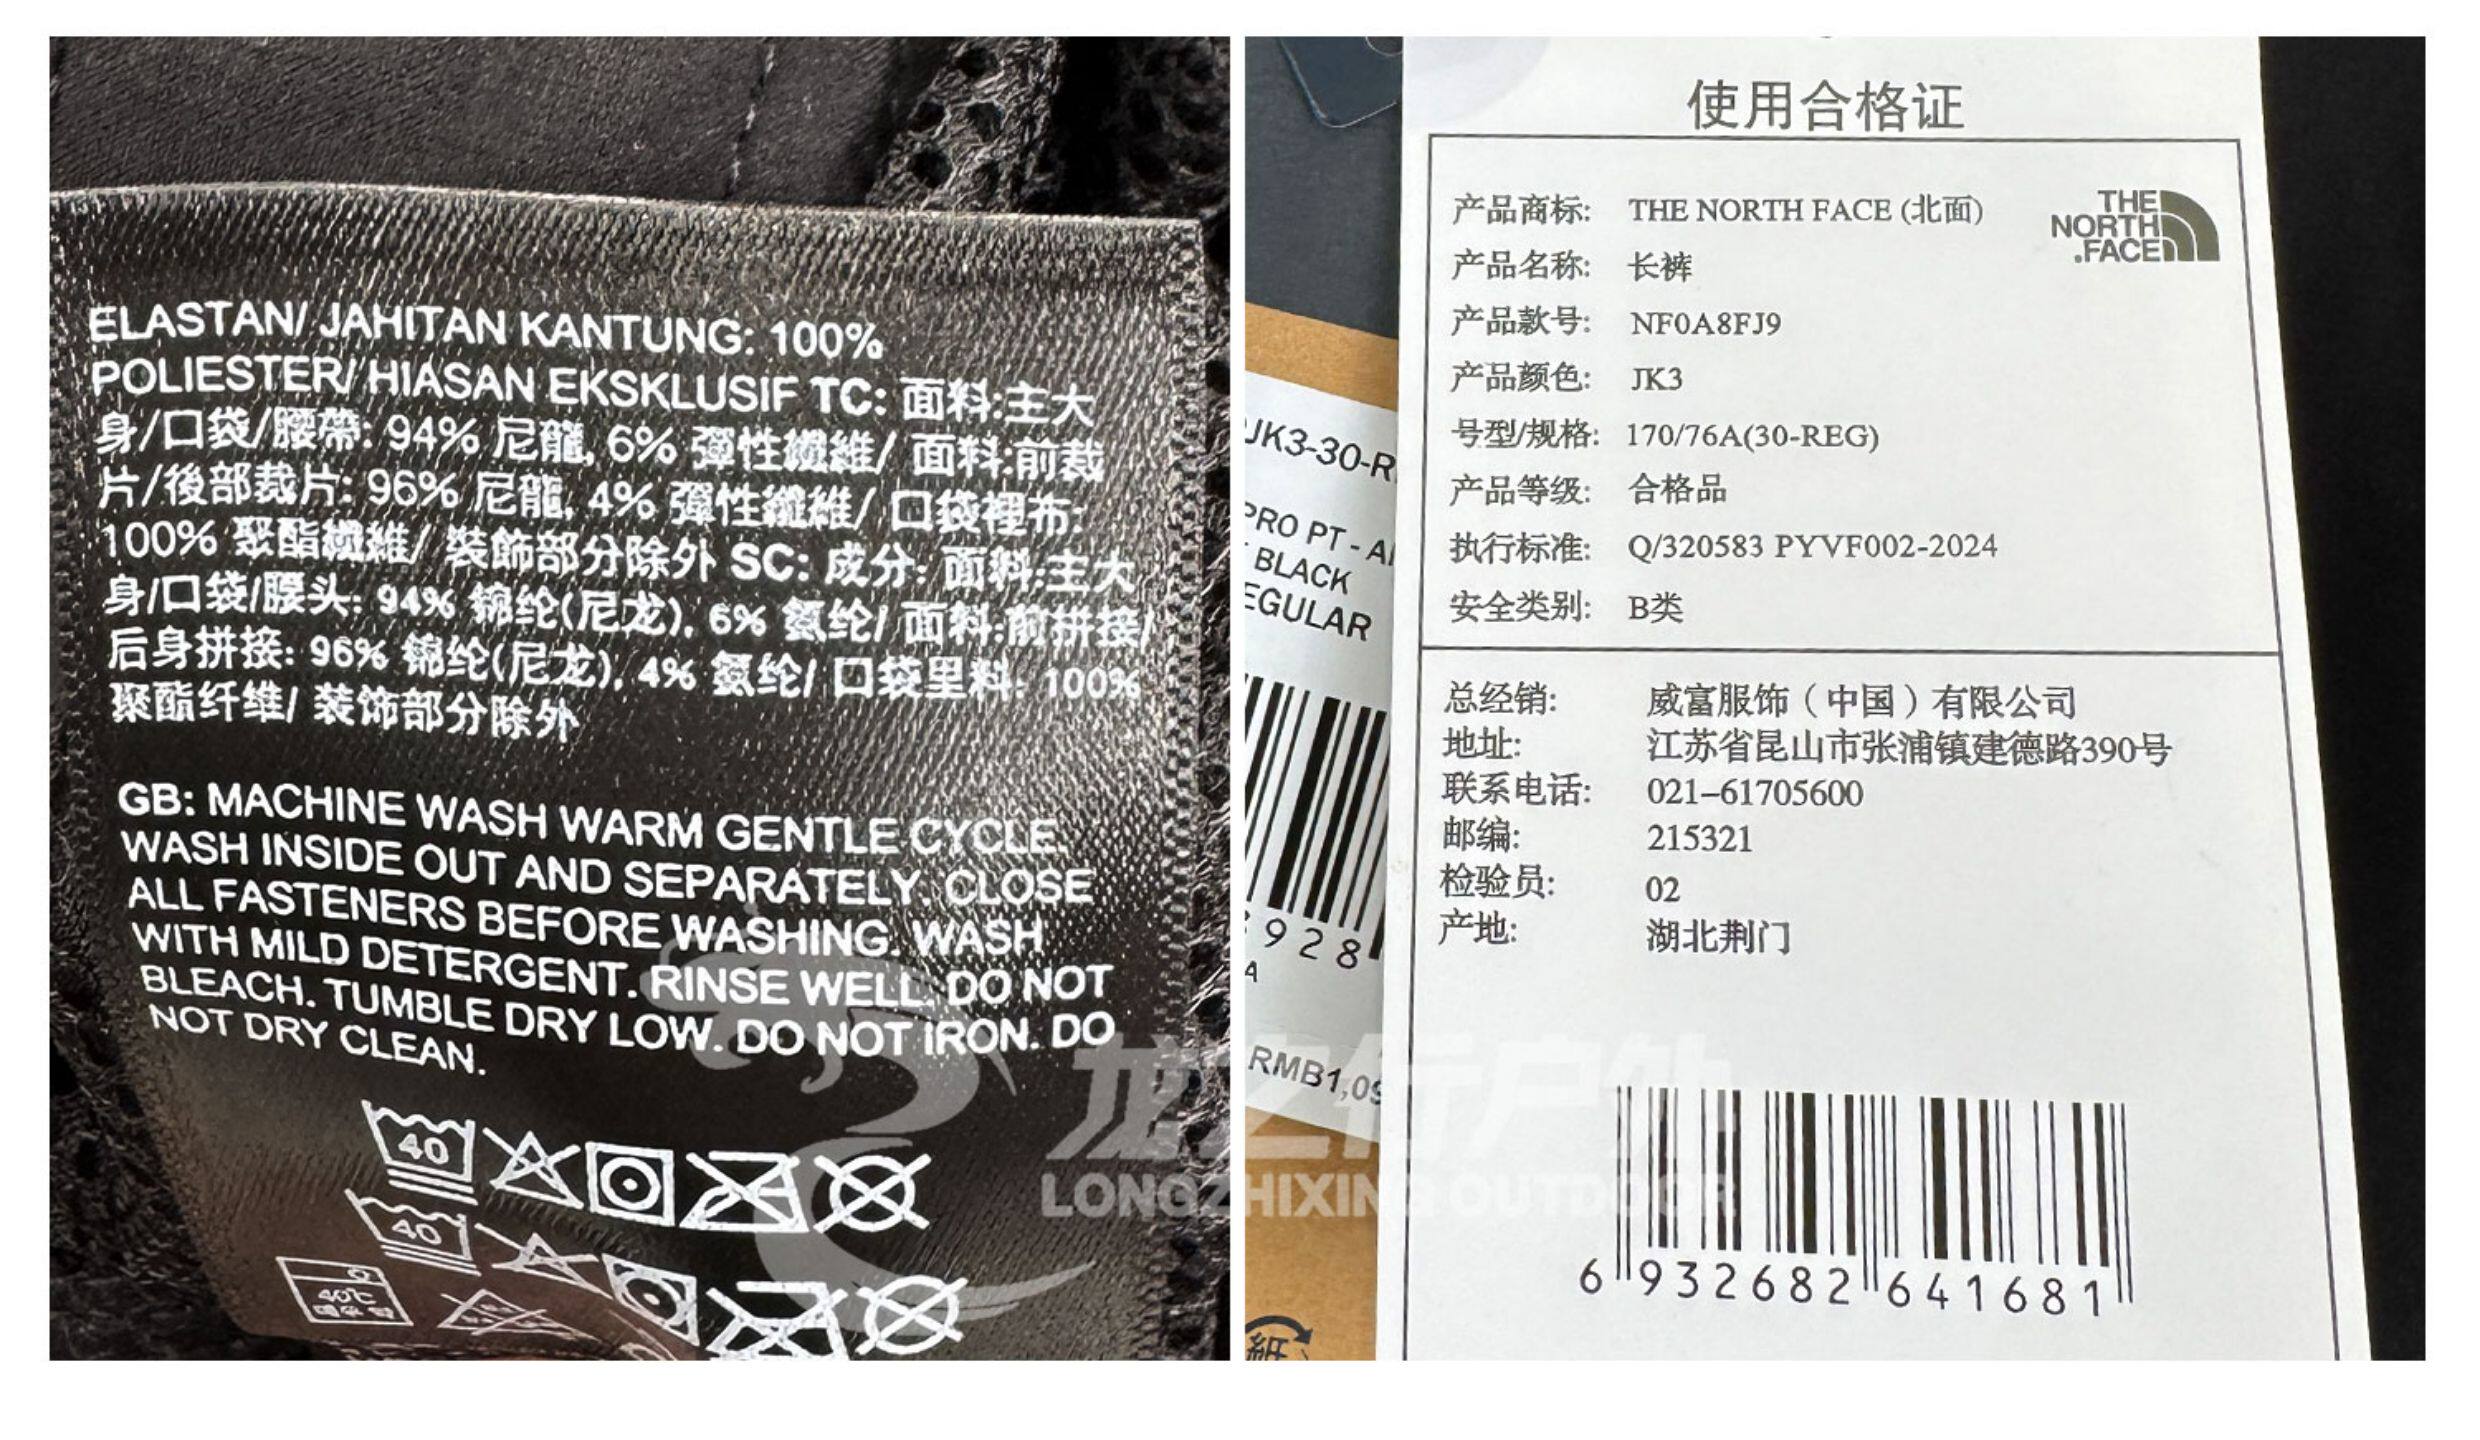 ELASTAN/ JAHITAN KANTUNG: 100%
POLIESTER/ HIASAN EKSKLUSIF TC: 面料:主大
身/口袋/腰帶: 94% 尼龍, 6% 彈性纖維/ 面料:前裁
片/後部裁片: 96% 尼龍, 4% 彈性纖維/ 口袋裡布:
100% 聚酯纖維/ 裝飾部分除外 SC: 成分: 面料:主大
身/口袋/腰头: 94% 锦纶(尼龙), 6% 氨纶/ 面料:前拼接/
后身拼接: 96% 锦纶(尼龙), 4% 氨纶/ 口袋里料: 100%
聚酯纤维/ 装饰部分除外
GB: MACHINE WASH WARM GENTLE CYCLE.
WASH INSIDE OUT AND SEPARATELY. CLOSE
ALL FASTENERS BEFORE WASHING. WASH
WITH MILD DETERGENT. RINSE WELL. DO NOT
BLEACH. TUMBLE DRY LOW. DO NOT IRON. DO
NOT DRY CLEAN.
40
40
40℃
JK3-30-R
PRO PT - A
BLACK
EGULAR
928
A
RMB1,09
紙
使用合格证
产品商标: THE NORTH FACE (北面)
THE
NORTH
FACE
产品名称: 长裤
产品款号: NF0A8FJ9
产品颜色: JK3
号型/规格: 170/76A(30-REG)
产品等级: 合格品
执行标准: Q/320583 PYVF002-2024
安全类别: B类
总经销: 威富服饰（中国）有限公司
地址: 江苏省昆山市张浦镇建德路390号
联系电话: 021-61705600
邮编: 215321
检验员: 02
产地: 湖北荆门
6 932682 641681
龙之行户外
LONGZHIXING OUTDOOR